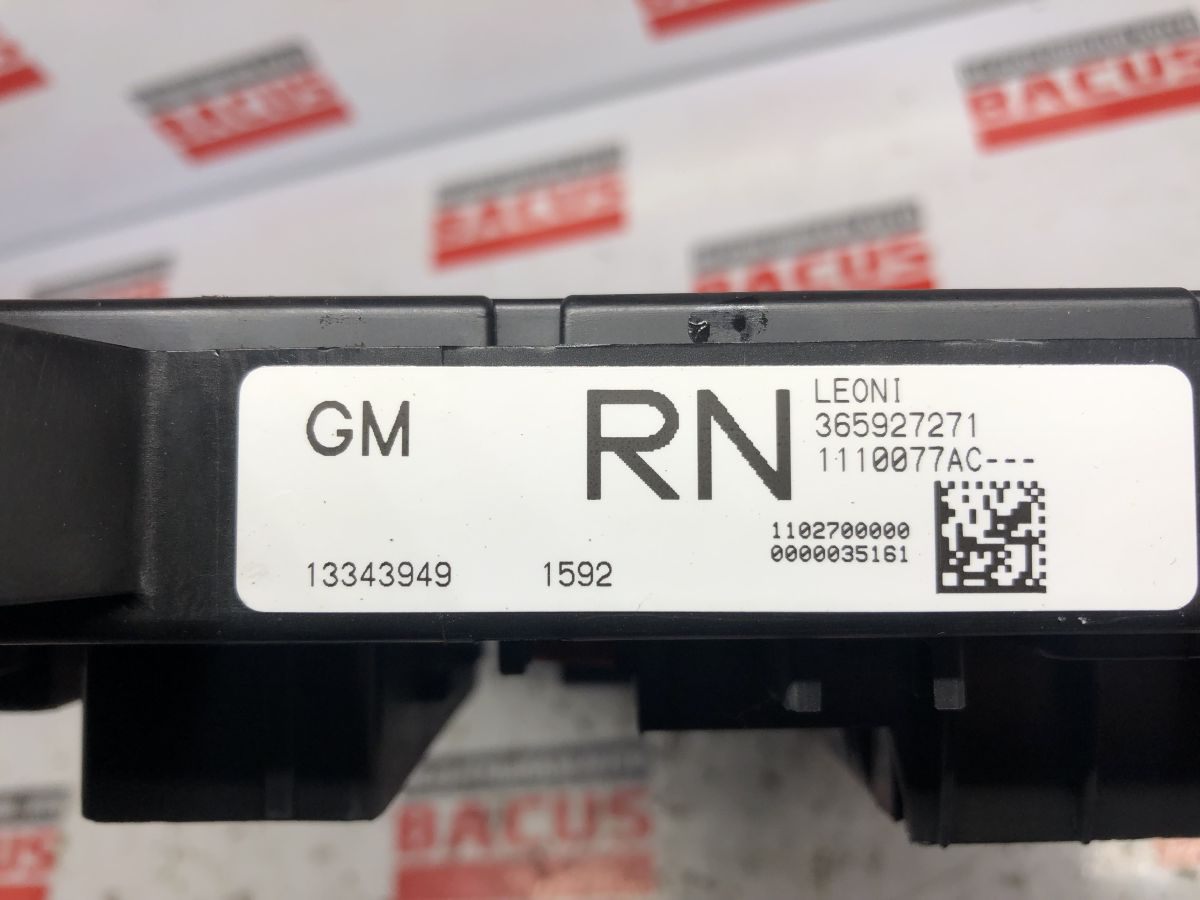 BACUS
BACUS
BACUS
BACUS
GM
RN
LEONI
365927271
1110077AC---
1102700000
0000035161
13343949
1592
BACUS